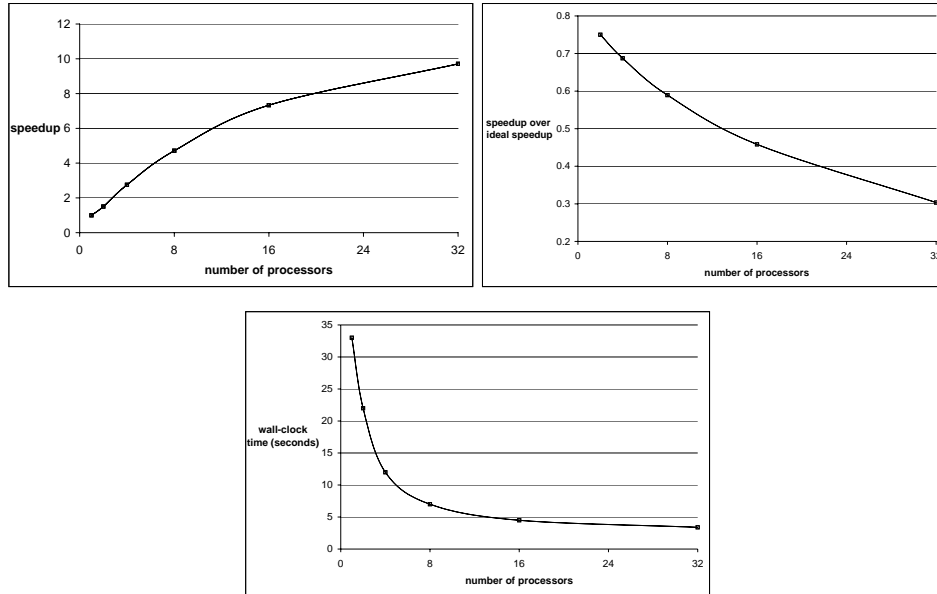 12
10
8
6
4
2
0
speedup
0 8 16 24 32
number of processors
0.8
0.7
0.6
0.5
0.4
0.3
0.2
speedup over
ideal speedup
0 8 16 24 32
number of processors
35
30
25
20
15
10
5
0
wall-clock
time (seconds)
0 8 16 24 32
number of processors